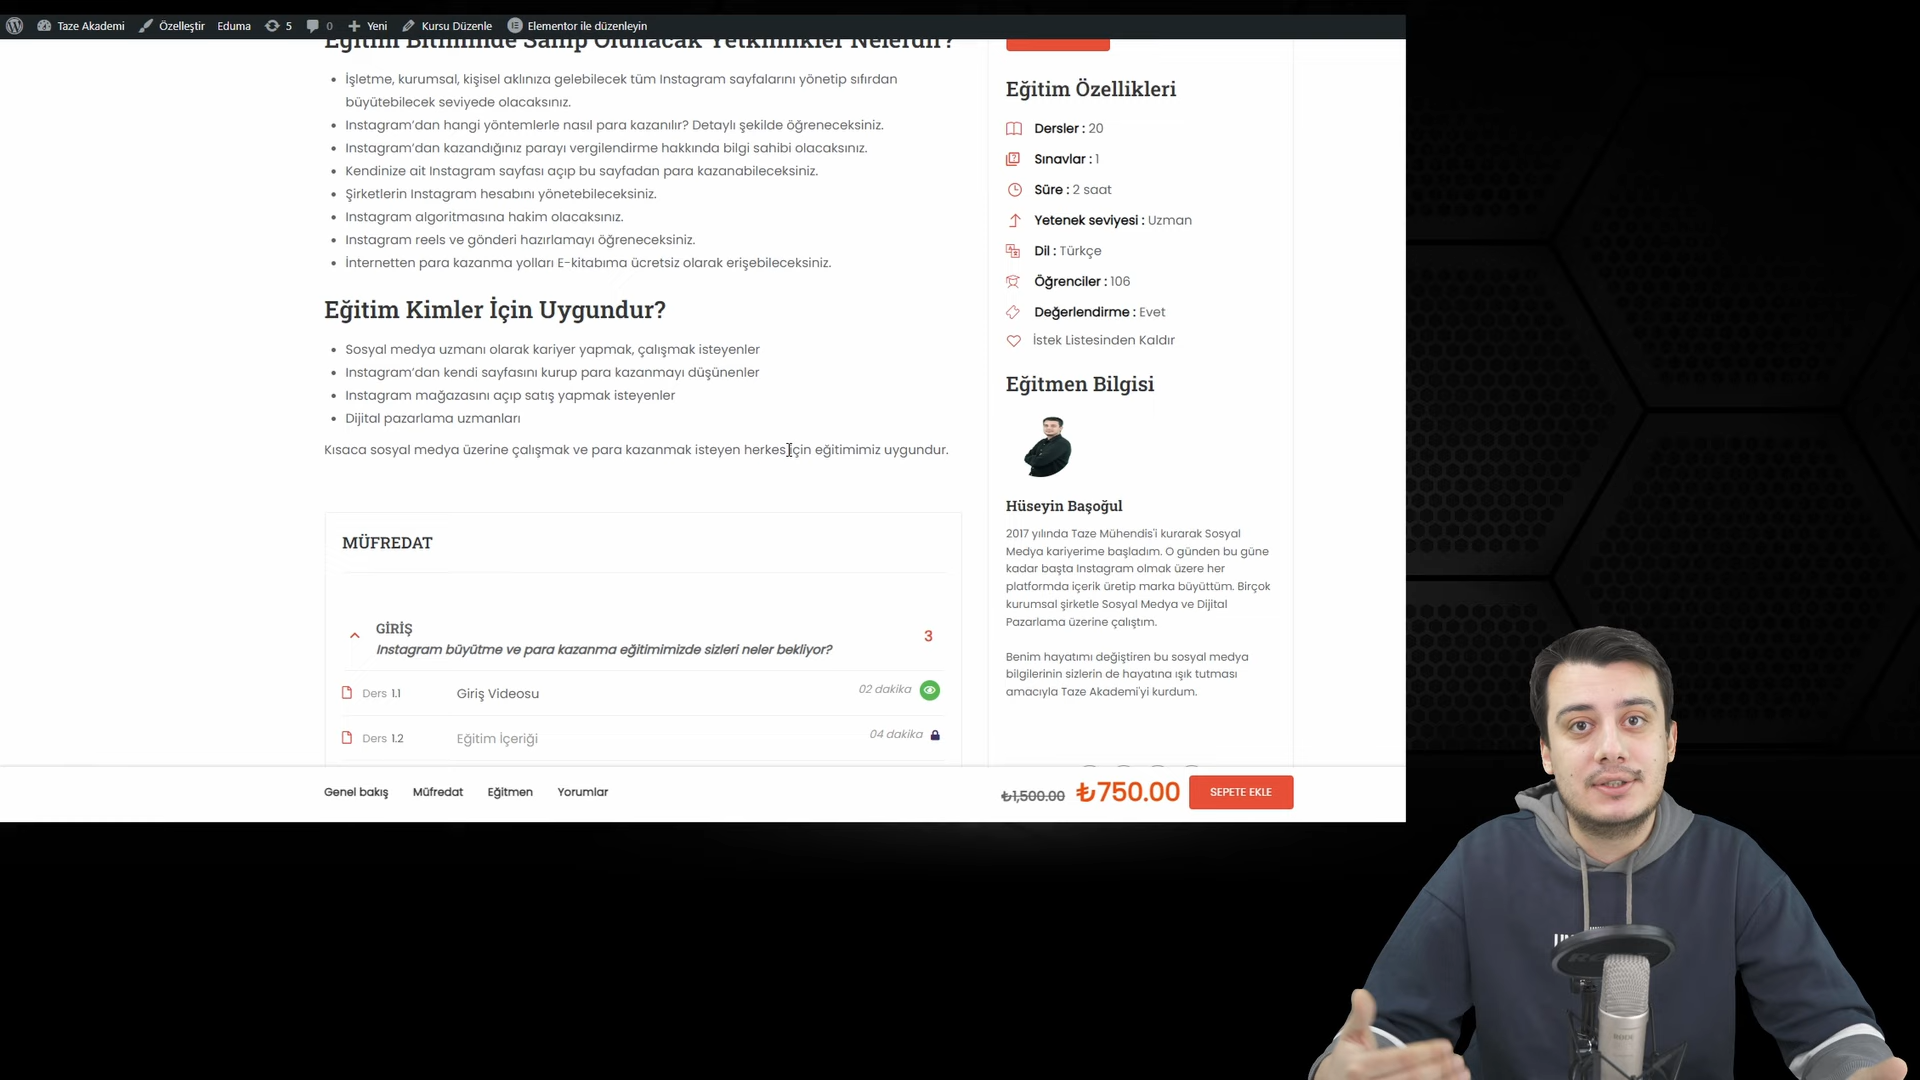 Taze Akademi Özelleştir Eduma 5 0 Yeni Kursu Düzenle Elementor ile düzenleyin
Eğitim Bitiminde Sahip Olunacak Yetkinlikler Nelerdir?
İşletme, kurumsal, kişisel aklınıza gelebilecek tüm Instagram sayfalarını yönetip sıfırdan
büyütebilecek seviyede olacaksınız.
Instagram'dan hangi yöntemlerle nasıl para kazanılır? Detaylı şekilde öğreneceksiniz.
Instagram'dan kazandığınız parayı vergilendirme hakkında bilgi sahibi olacaksınız.
Kendinize ait Instagram sayfası açıp bu sayfadan para kazanabileceksiniz.
Şirketlerin Instagram hesabını yönetebileceksiniz.
Instagram algoritmasına hakim olacaksınız.
Instagram reels ve gönderi hazırlamayı öğreneceksiniz.
İnternetten para kazanma yolları E-kitabıma ücretsiz olarak erişebileceksiniz.
Eğitim Kimler İçin Uygundur?
Sosyal medya uzmanı olarak kariyer yapmak, çalışmak isteyenler
Instagram'dan kendi sayfasını kurup para kazanmayı düşünenler
Instagram mağazasını açıp satış yapmak isteyenler
Dijital pazarlama uzmanları
Kısaca sosyal medya üzerine çalışmak ve para kazanmak isteyen herkes için eğitimimiz uygundur.
MÜFREDAT
GİRİŞ
3
Instagram büyütme ve para kazanma eğitimimizde sizleri neler bekliyor?
Ders 1.1 Giriş Videosu 02 dakika
Ders 1.2 Eğitim İçeriği 04 dakika
Eğitim Özellikleri
Dersler : 20
Sınavlar : 1
Süre : 2 saat
Yetenek seviyesi : Uzman
Dil : Türkçe
Öğrenciler : 106
Değerlendirme : Evet
İstek Listesinden Kaldır
Eğitmen Bilgisi
Hüseyin Başoğul
2017 yılında Taze Mühendis'i kurarak Sosyal
Medya kariyerime başladım. O günden bu güne
kadar başta Instagram olmak üzere her
platformda içerik üretip marka büyüttüm. Birçok
kurumsal şirketle Sosyal Medya ve Dijital
Pazarlama üzerine çalıştım.
Benim hayatımı değiştiren bu sosyal medya
bilgilerinin sizlerin de hayatına ışık tutması
amacıyla Taze Akademi'yi kurdum.
Genel bakış Müfredat Eğitmen Yorumlar
₺1,500.00 ₺750.00 SEPETE EKLE
RODE